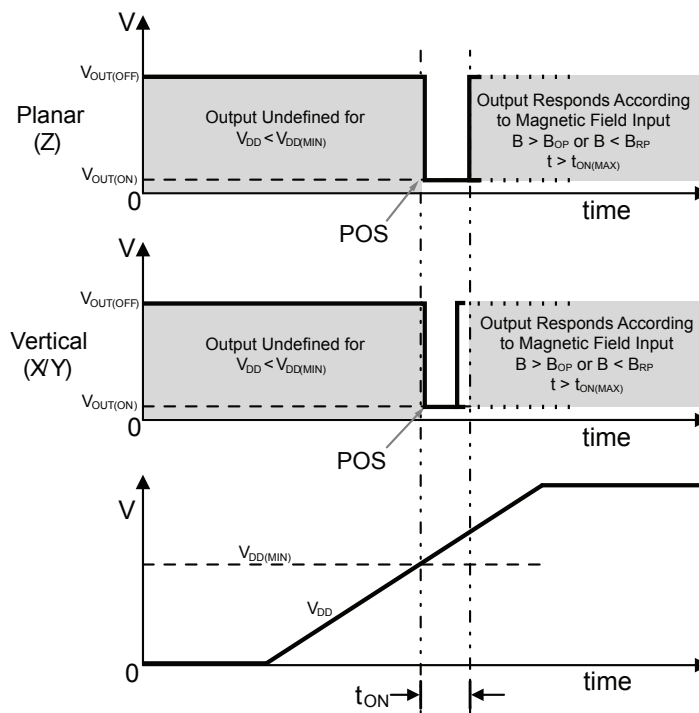 V
V_OUT(OFF)
Planar
(Z)
Output Undefined for
V_DD < V_DD(MIN)
Output Responds According
to Magnetic Field Input
B > B_OP or B < B_RP
t > t_ON(MAX)
V_OUT(ON)
0
time
POS
V
V_OUT(OFF)
Vertical
(X/Y)
Output Undefined for
V_DD < V_DD(MIN)
Output Responds According
to Magnetic Field Input
B > B_OP or B < B_RP
t > t_ON(MAX)
V_OUT(ON)
0
time
POS
V
V_DD(MIN)
V_DD
0
time
t_ON